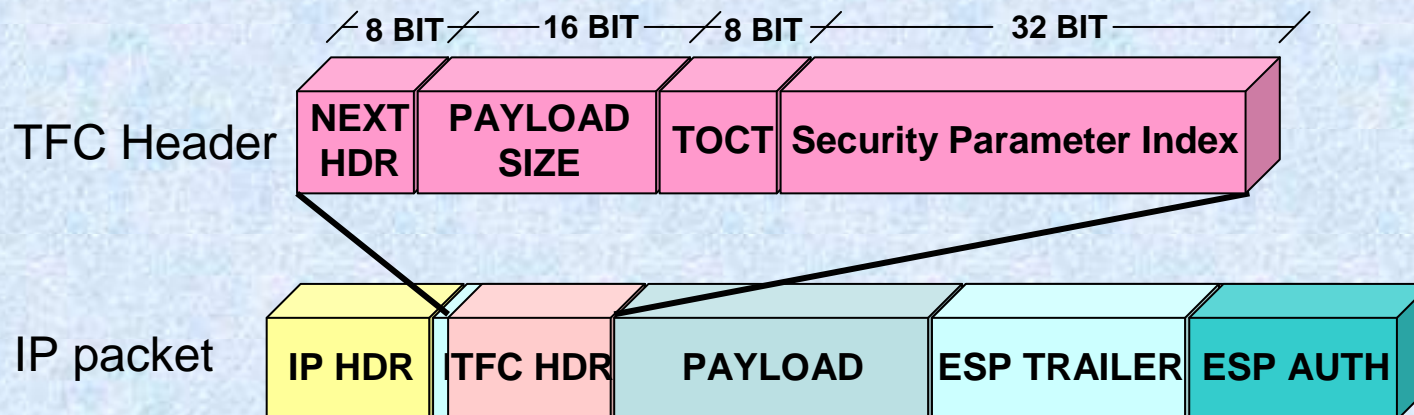 8 BIT 16 BIT 8 BIT 32 BIT
TFC Header
NEXT HDR
PAYLOAD SIZE
TOCT
Security Parameter Index
IP packet
IP HDR
TFC HDR
PAYLOAD
ESP TRAILER
ESP AUTH